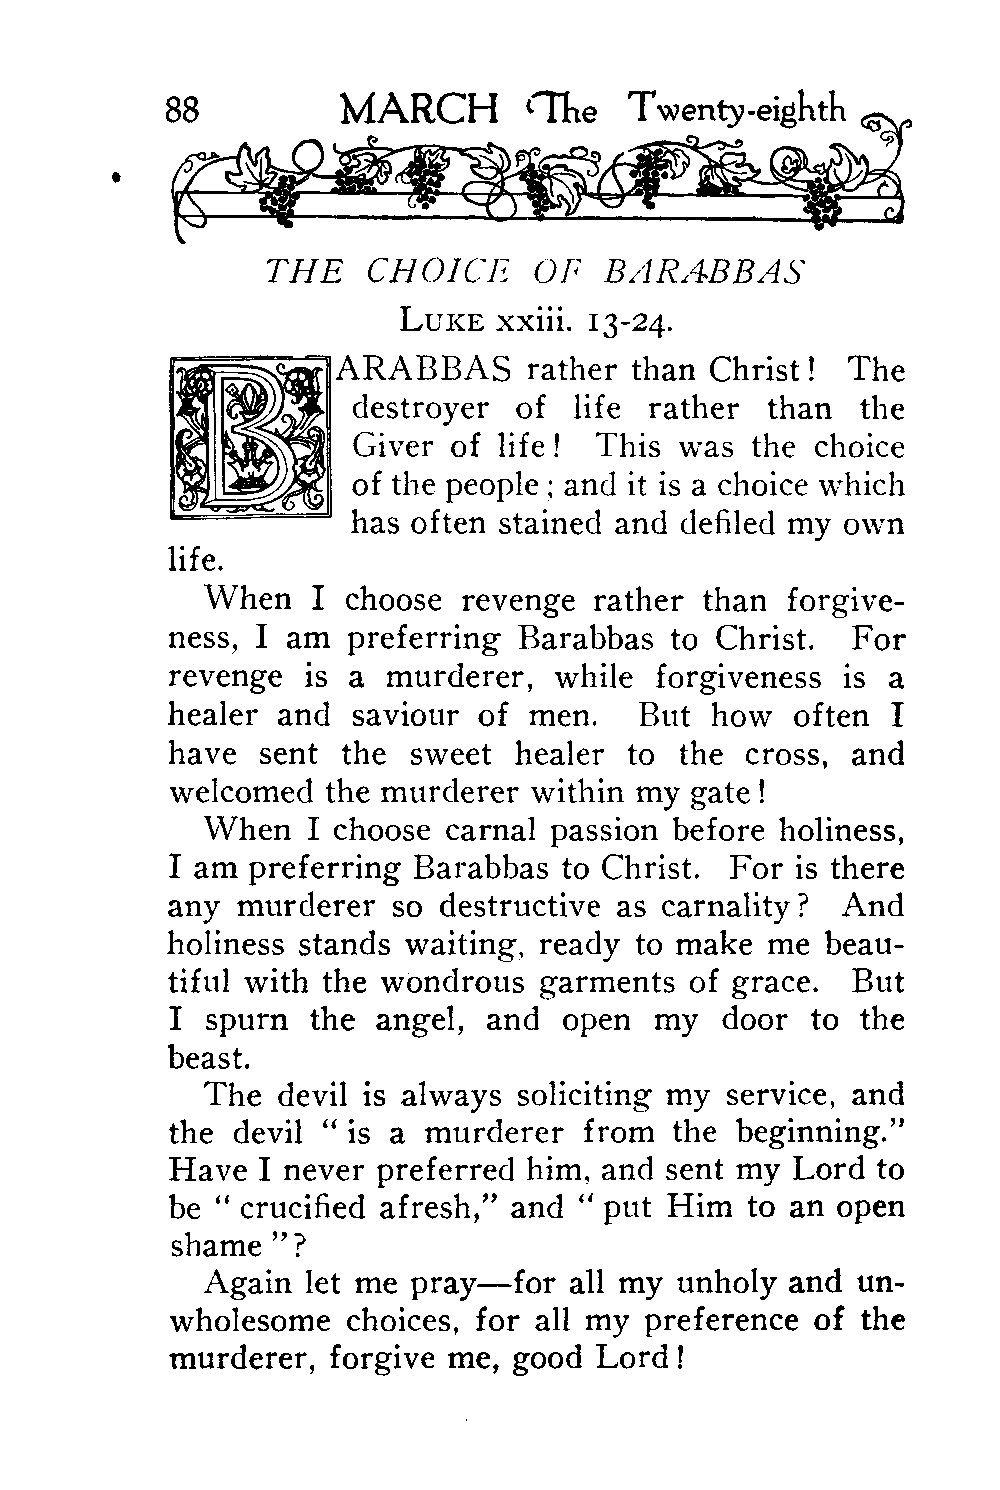 88 MARCH The Twenty-eighth
THE CHOICE OF BARABBAS
LUKE xxiii. 13-24.
BARABBAS rather than Christ! The
destroyer of life rather than the
Giver of life! This was the choice
of the people; and it is a choice which
has often stained and defiled my own
life.
When I choose revenge rather than forgive-
ness, I am preferring Barabbas to Christ. For
revenge is a murderer, while forgiveness is a
healer and saviour of men. But how often I
have sent the sweet healer to the cross, and
welcomed the murderer within my gate!
When I choose carnal passion before holiness,
I am preferring Barabbas to Christ. For is there
any murderer so destructive as carnality? And
holiness stands waiting, ready to make me beau-
tiful with the wondrous garments of grace. But
I spurn the angel, and open my door to the
beast.
The devil is always soliciting my service, and
the devil “is a murderer from the beginning.”
Have I never preferred him, and sent my Lord to
be “crucified afresh,” and “put Him to an open
shame”?
Again let me pray—for all my unholy and un-
wholesome choices, for all my preference of the
murderer, forgive me, good Lord!